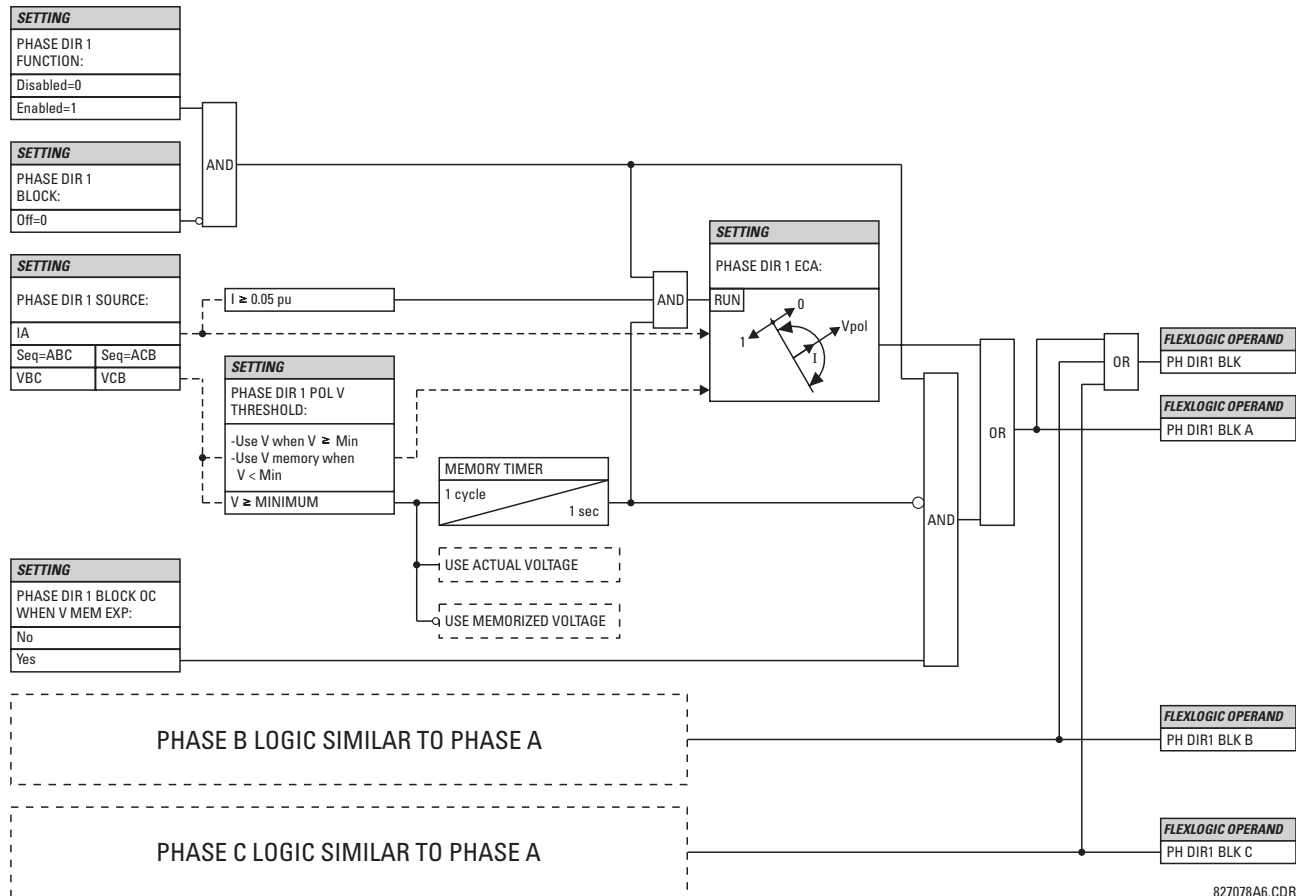 SETTING
PHASE DIR 1
FUNCTION:
Disabled=0
Enabled=1
SETTING
PHASE DIR 1
BLOCK:
Off=0
AND
SETTING
PHASE DIR 1 SOURCE:
IA
Seq=ABC Seq=ACB
VBC VCB
I ≥ 0.05 pu
SETTING
PHASE DIR 1 POL V
THRESHOLD:
-Use V when V ≥ Min
-Use V memory when
V < Min
V ≥ MINIMUM
MEMORY TIMER
1 cycle
1 sec
USE ACTUAL VOLTAGE
USE MEMORIZED VOLTAGE
AND
SETTING
PHASE DIR 1 ECA:
RUN
0
1
Vpol
I
AND
OR
OR
FLEXLOGIC OPERAND
PH DIR1 BLK
FLEXLOGIC OPERAND
PH DIR1 BLK A
SETTING
PHASE DIR 1 BLOCK OC
WHEN V MEM EXP:
No
Yes
PHASE B LOGIC SIMILAR TO PHASE A
FLEXLOGIC OPERAND
PH DIR1 BLK B
PHASE C LOGIC SIMILAR TO PHASE A
FLEXLOGIC OPERAND
PH DIR1 BLK C
827078A6.CDR